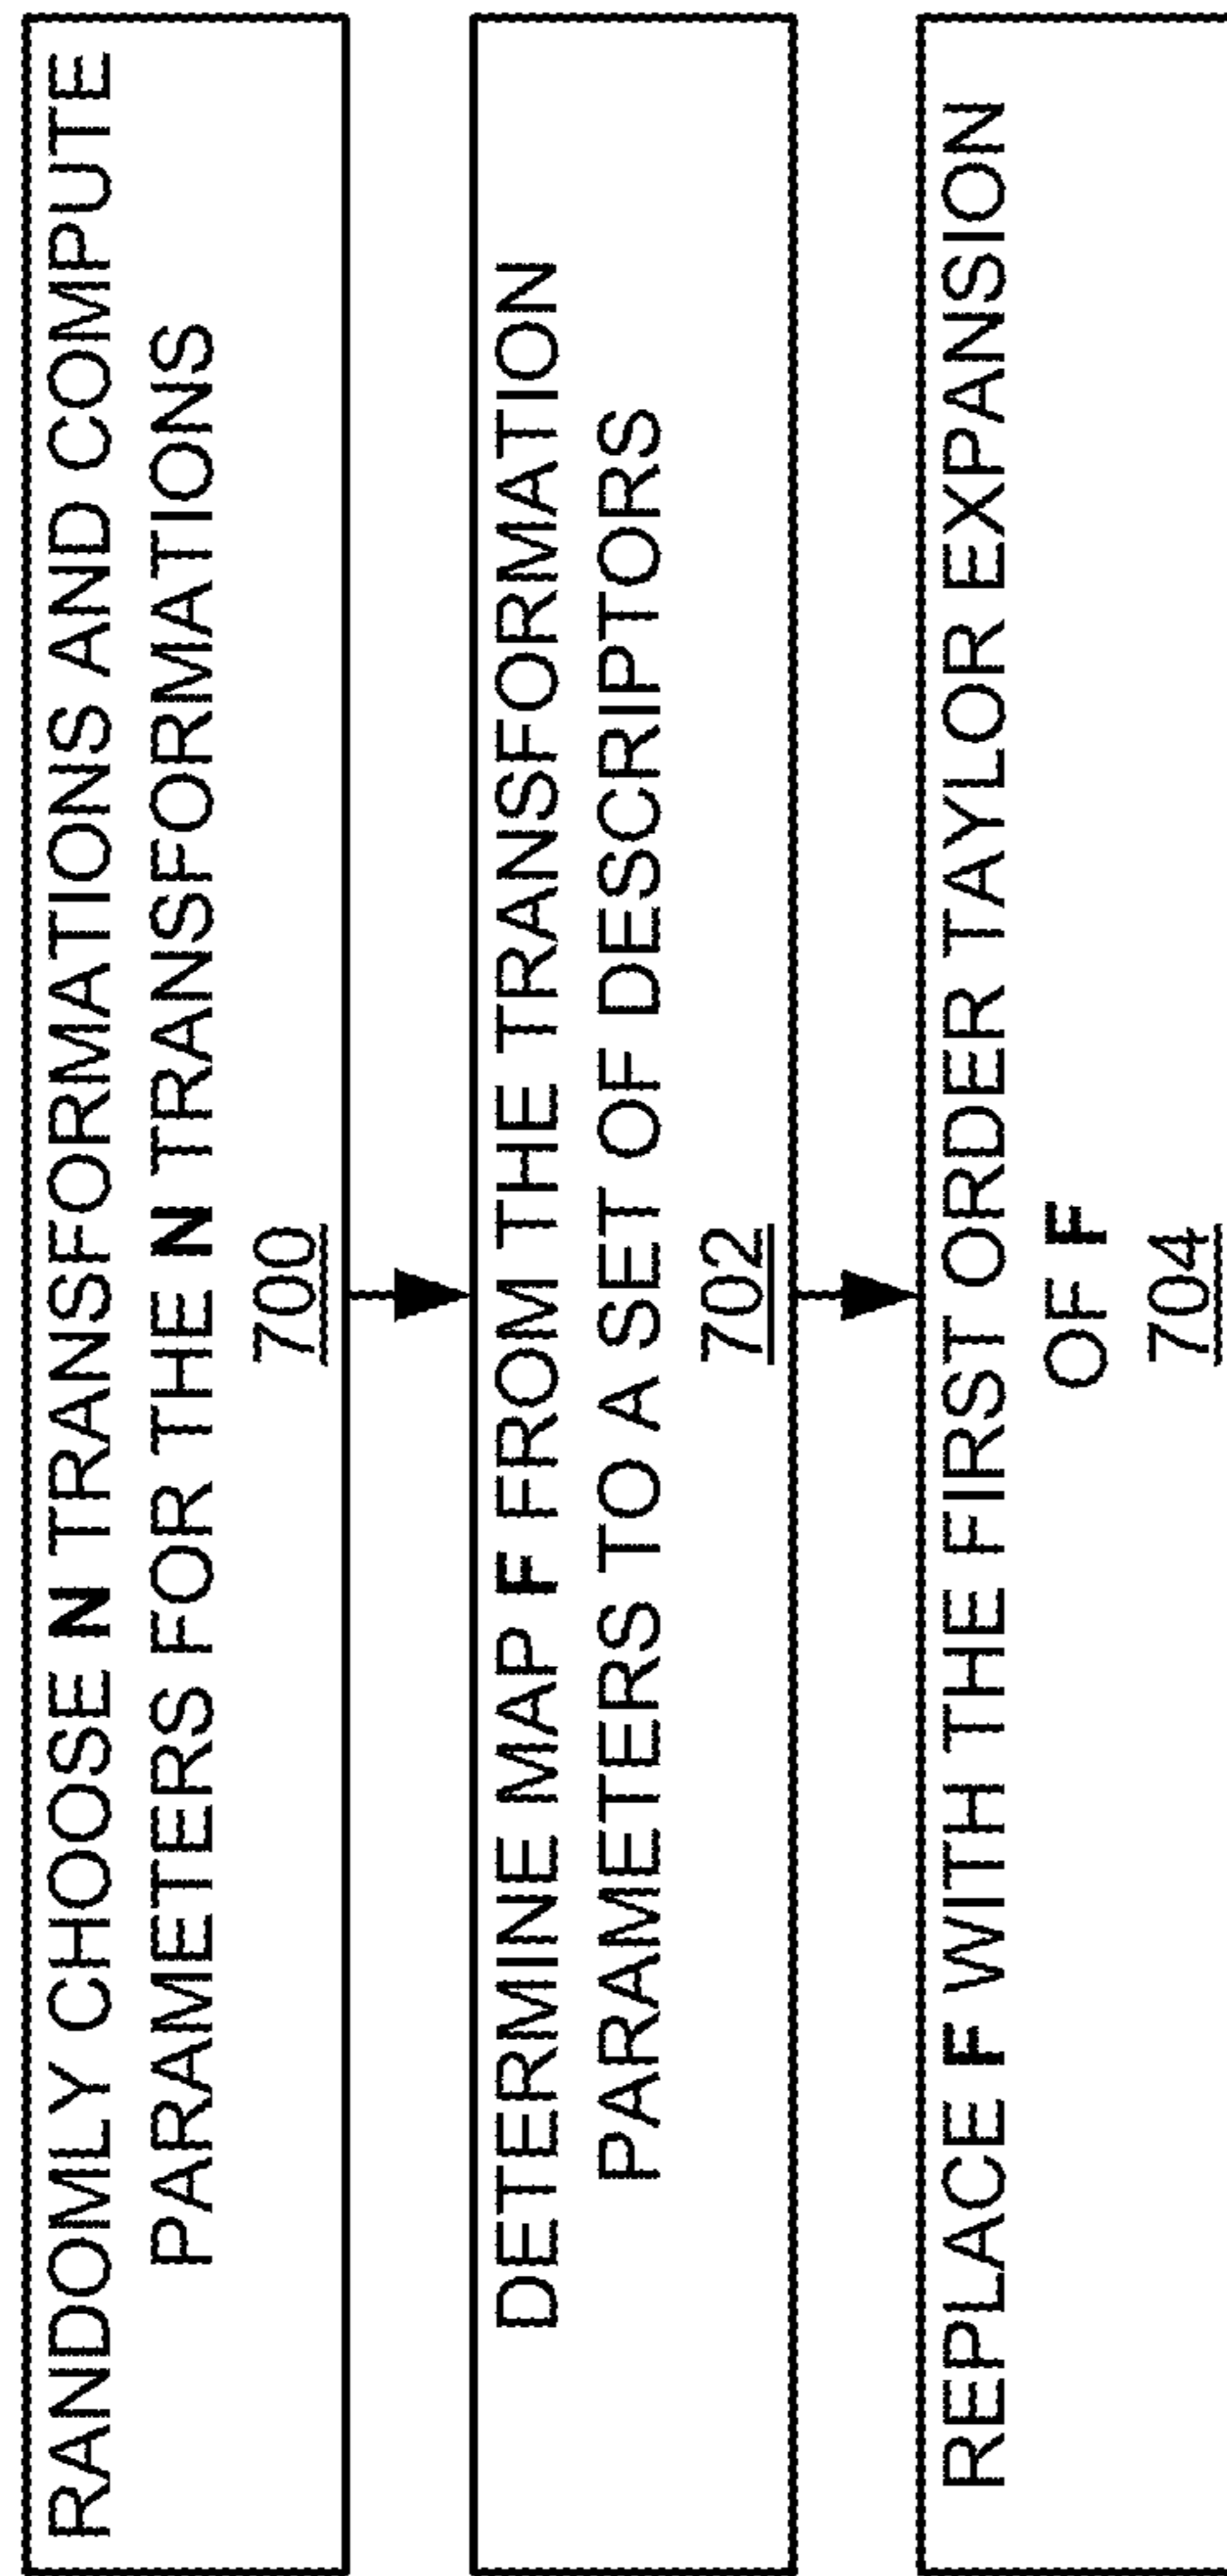 RANDOMLY CHOOSE N TRANSFORMATIONS AND COMPUTE
PARAMETERS FOR THE N TRANSFORMATIONS
700
DETERMINE MAP F FROM THE TRANSFORMATION
PARAMETERS TO A SET OF DESCRIPTORS
702
REPLACE F WITH THE FIRST ORDER TAYLOR EXPANSION
OF F
704